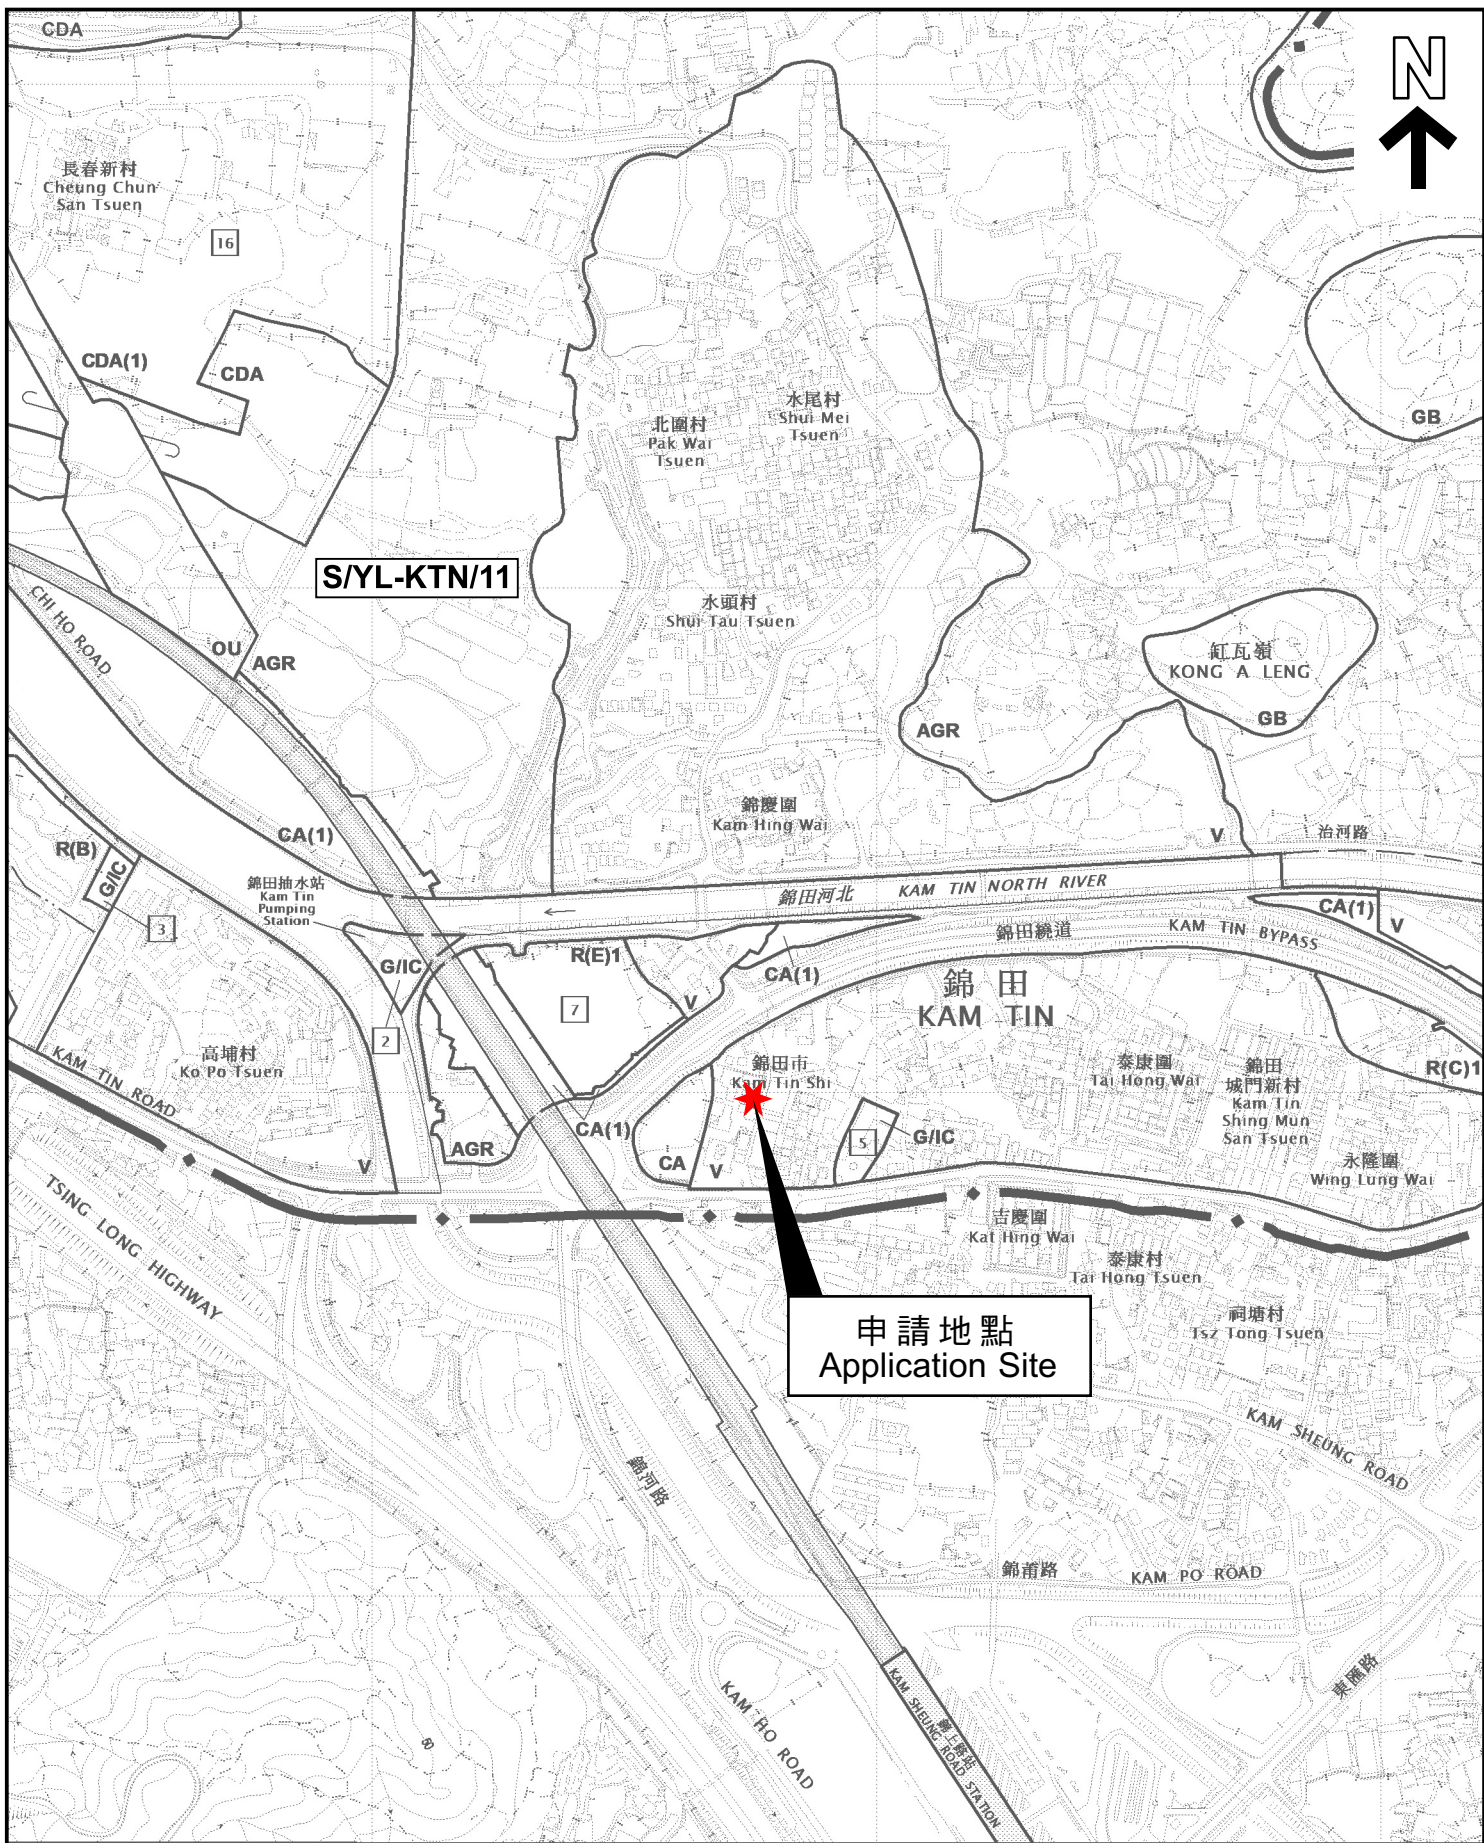 CDA
N
長春新村
Cheung Chun
San Tsuen
16
CDA(1)
CDA
水尾村
Shui Mei
Tsuen
北圍村
Pak Wai
Tsuen
GB
S/YL-KTN/11
CHI HO ROAD
水頭村
Shui Tau Tsuen
OU
AGR
缸瓦嶺
KONG A LENG
GB
AGR
錦慶圍
Kam Hing Wai
CA(1)
V
治河路
R(B)
G/IC
錦田抽水站
Kam Tin
Pumping
Station
錦田河北
KAM TIN NORTH RIVER
3
CA(1)
V
錦田繞道
KAM TIN BYPASS
R(E)1
G/IC
CA(1)
錦田
KAM TIN
7
V
2
高埔村
Ko Po Tsuen
KAM TIN ROAD
錦田市
Kam Tin Shi
泰康圍
Tai Hong Wai
錦田
城門新村
Kam Tin
Shing Mun
San Tsuen
R(C)1
CA(1)
AGR
5
G/IC
V
CA
V
永隆圍
Wing Lung Wai
TSING LONG HIGHWAY
吉慶圍
Kat Hing Wai
泰康村
Tai Hong Tsuen
祠塘村
Tsz Tong Tsuen
申請地點
Application Site
KAM SHEUNG ROAD
錦河路
錦莆路
KAM PO ROAD
東匯路
KAM HO ROAD
錦上路站
KAM SHEUNG ROAD STATION
60